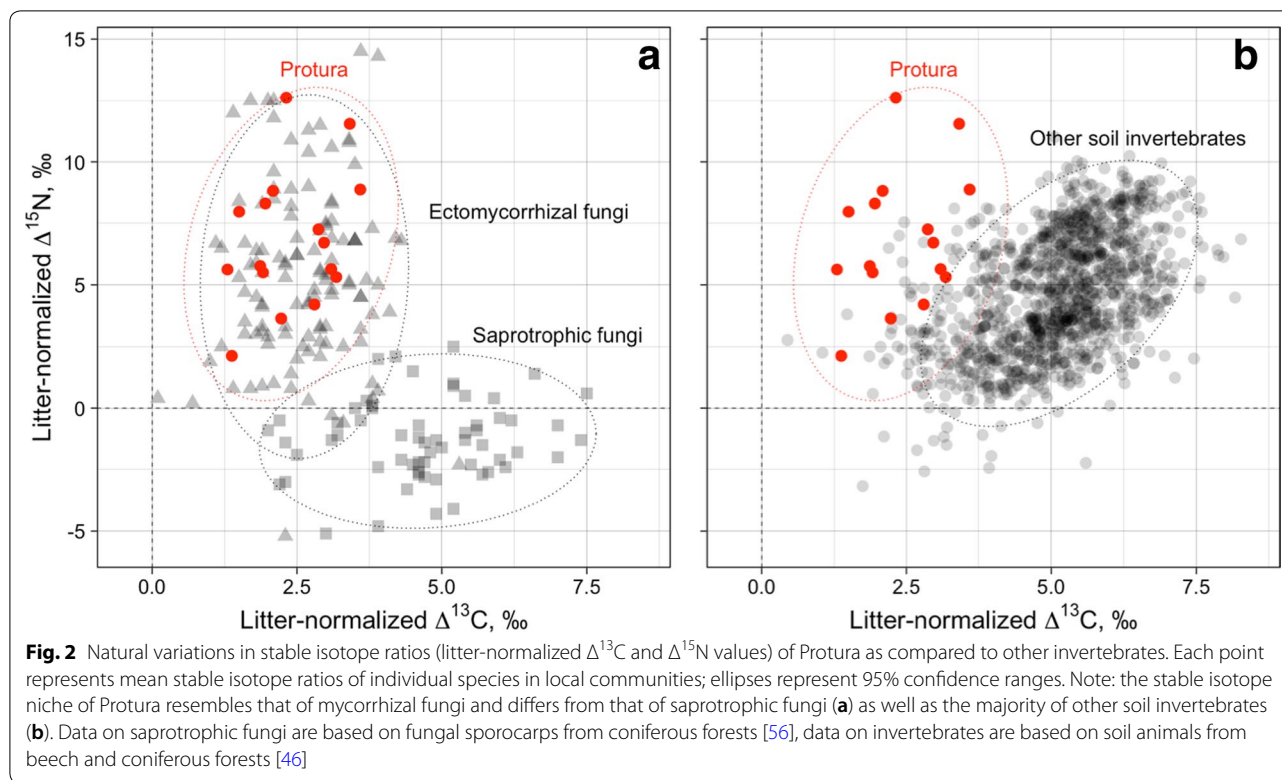 a
b
Protura
Protura
Ectomycorrhizal fungi
Saprotrophic fungi
Other soil invertebrates
15
10
5
0
-5
Litter-normalized Δ¹⁵N, ‰
0.0 2.5 5.0 7.5
0.0 2.5 5.0 7.5
Litter-normalized Δ¹³C, ‰
Litter-normalized Δ¹³C, ‰
Fig. 2 Natural variations in stable isotope ratios (litter-normalized Δ¹³C and Δ¹⁵N values) of Protura as compared to other invertebrates. Each point
represents mean stable isotope ratios of individual species in local communities; ellipses represent 95% confidence ranges. Note: the stable isotope
niche of Protura resembles that of mycorrhizal fungi and differs from that of saprotrophic fungi (a) as well as the majority of other soil invertebrates
(b). Data on saprotrophic fungi are based on fungal sporocarps from coniferous forests [56], data on invertebrates are based on soil animals from
beech and coniferous forests [46]